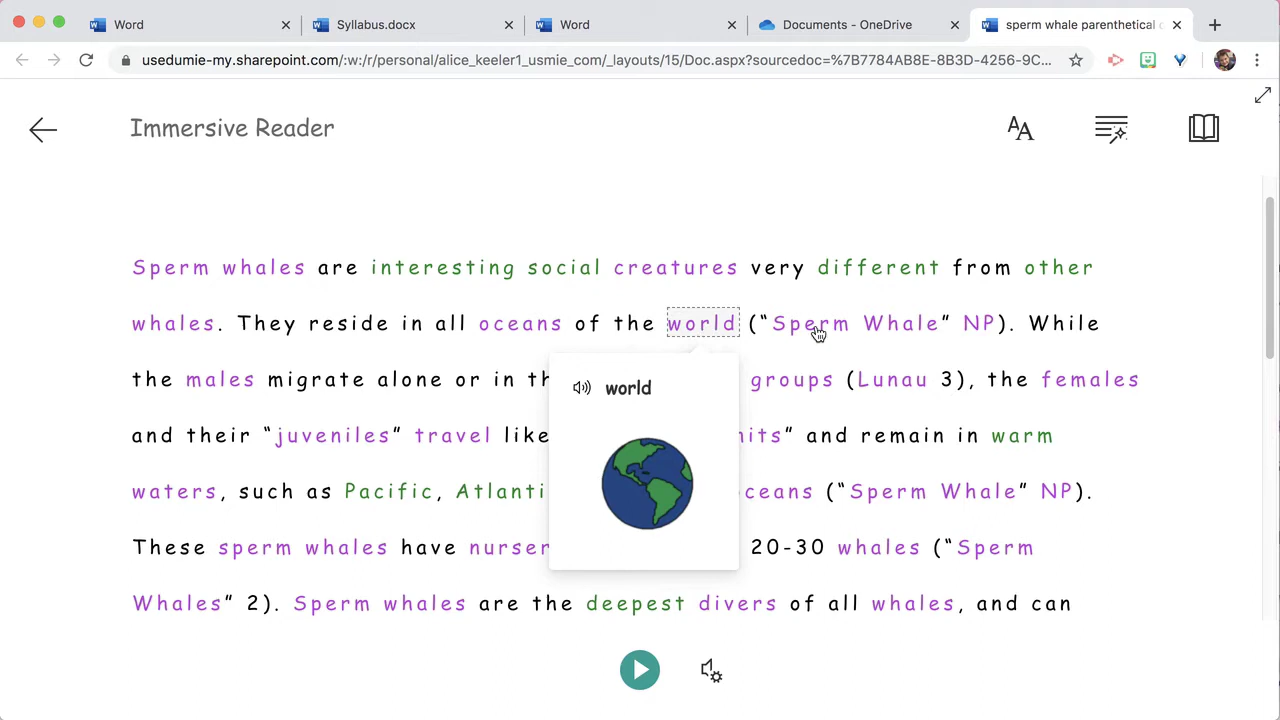 Word
Syllabus.docx
Word
Documents - OneDrive
sperm whale parenthetical
usedumie-my.sharepoint.com/:w:/r/personal/alice_keeler1_usmie_com/_layouts/15/Doc.aspx?sourcedoc=%7B7784AB8E-8B3D-4256-9C...
Immersive Reader
AA
Sperm whales are interesting social creatures very different from other
whales. They reside in all oceans of the world (“Sperm Whale” NP). While
the males migrate alone or in th groups (Lunau 3), the females
and their “juveniles” travel like nits” and remain in warm
waters, such as Pacific, Atlanti ceans (“Sperm Whale” NP).
These sperm whales have nurser 20-30 whales (“Sperm
Whales” 2). Sperm whales are the deepest divers of all whales, and can
world